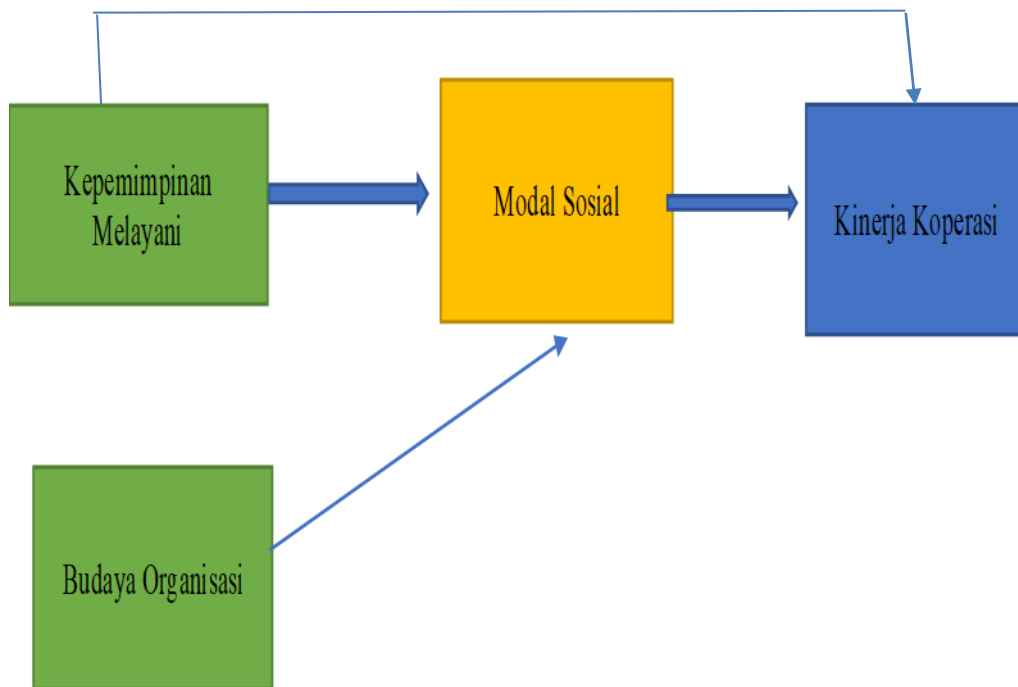 Kepemimpinan
Melayani
Modal Sosial
Kinerja Koperasi
Budaya Organisasi